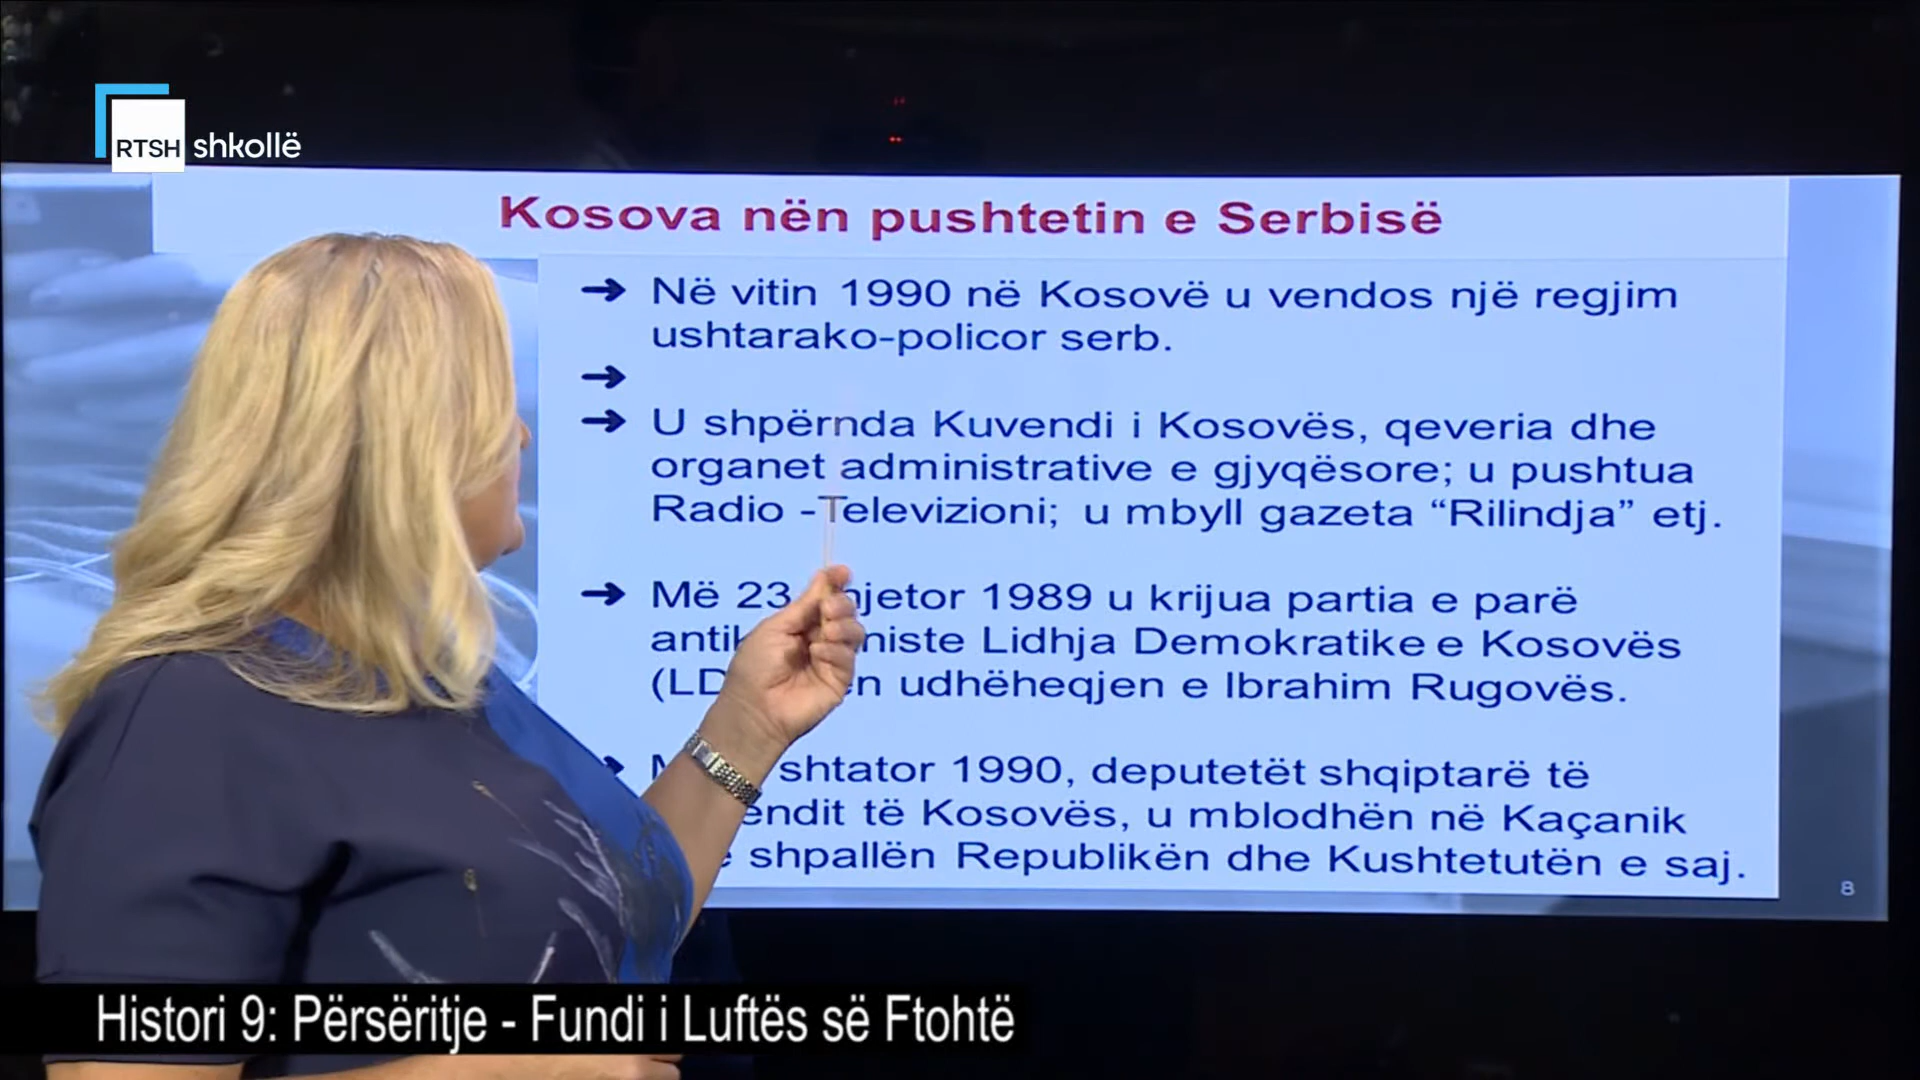 RTSH shkollë
Kosova nën pushtetin e Serbisë
➔ Në vitin 1990 në Kosovë u vendos një regjim
ushtarako-policor serb.
➔
➔ U shpërnda Kuvendi i Kosovës, qeveria dhe
organet administrative e gjyqësore; u pushtua
Radio -Televizioni; u mbyll gazeta “Rilindja” etj.
➔ Më 23 1989 u krijua partia e parë
Lidhja Demokratike e Kosovës
udhëheqjen e Ibrahim Rugovës.
shtator 1990, deputetët shqiptarë të
të Kosovës, u mblodhën në Kaçanik
shpallën Republikën dhe Kushtetutën e saj.
8
Histori 9: Përsëritje - Fundi i Luftës së Ftohtë